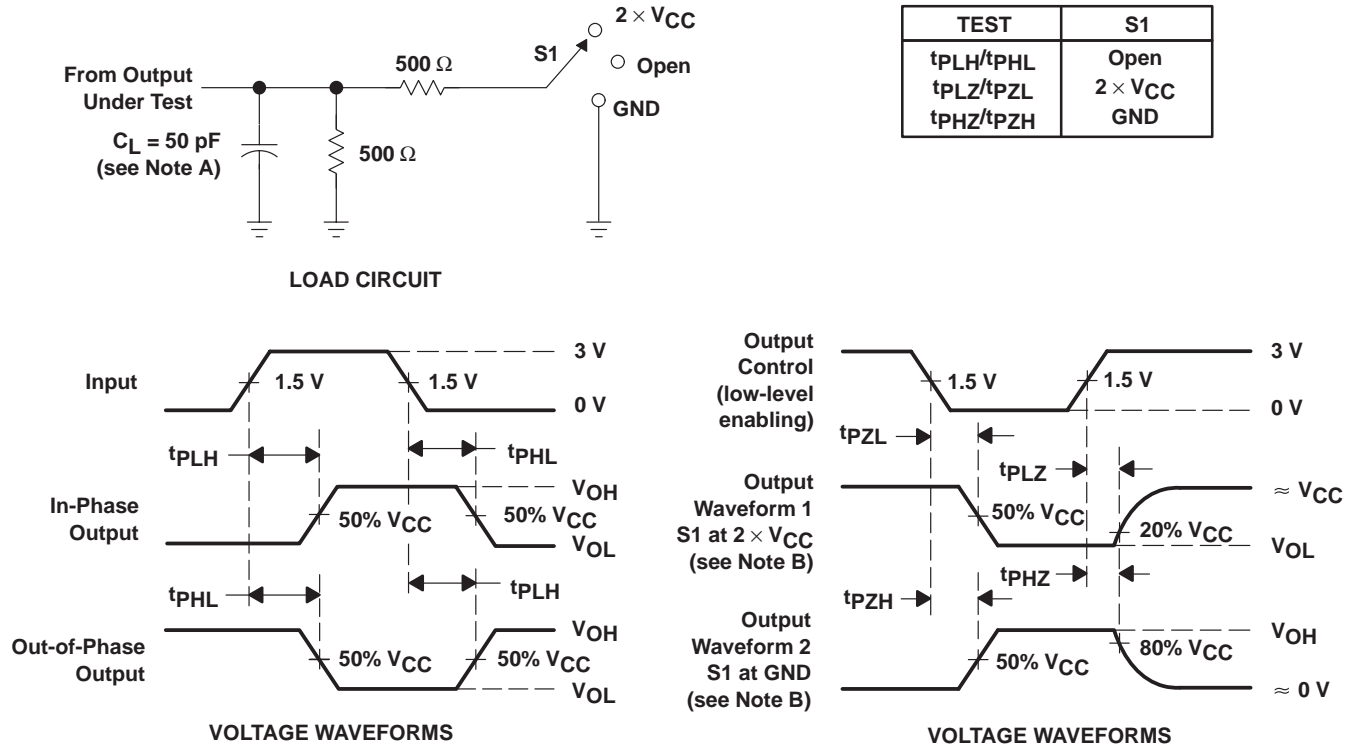 2 × VCC
S1
Open
GND
From Output
Under Test
500 Ω
CL = 50 pF
(see Note A)
500 Ω
LOAD CIRCUIT
TEST S1
tPLH/tPHL Open
tPLZ/tPZL 2 × VCC
tPHZ/tPZH GND
Input
1.5 V
1.5 V
3 V
0 V
tPLH
tPHL
In-Phase
Output
50% VCC
50% VCC
VOH
VOL
tPHL
tPLH
Out-of-Phase
Output
50% VCC
50% VCC
VOH
VOL
VOLTAGE WAVEFORMS
Output
Control
(low-level
enabling)
1.5 V
1.5 V
3 V
0 V
tPZL
tPLZ
Output
Waveform 1
S1 at 2 × VCC
(see Note B)
50% VCC
20% VCC
≈ VCC
VOL
tPZH
tPHZ
Output
Waveform 2
S1 at GND
(see Note B)
50% VCC
80% VCC
VOH
≈ 0 V
VOLTAGE WAVEFORMS